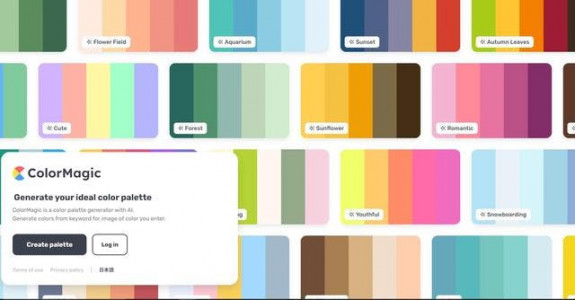 Flower Field
Aquarium
Sunset
Autumn Leaves
Cute
Forest
Sunflower
Romantic
ColorMagic
Generate your ideal color palette
ColorMagic is a color palette generator with AI.
Generate colors from keyword for image of color you enter.
Create palette
Log in
Terms of use
Privacy policy
日本語
Youthful
Snowboarding